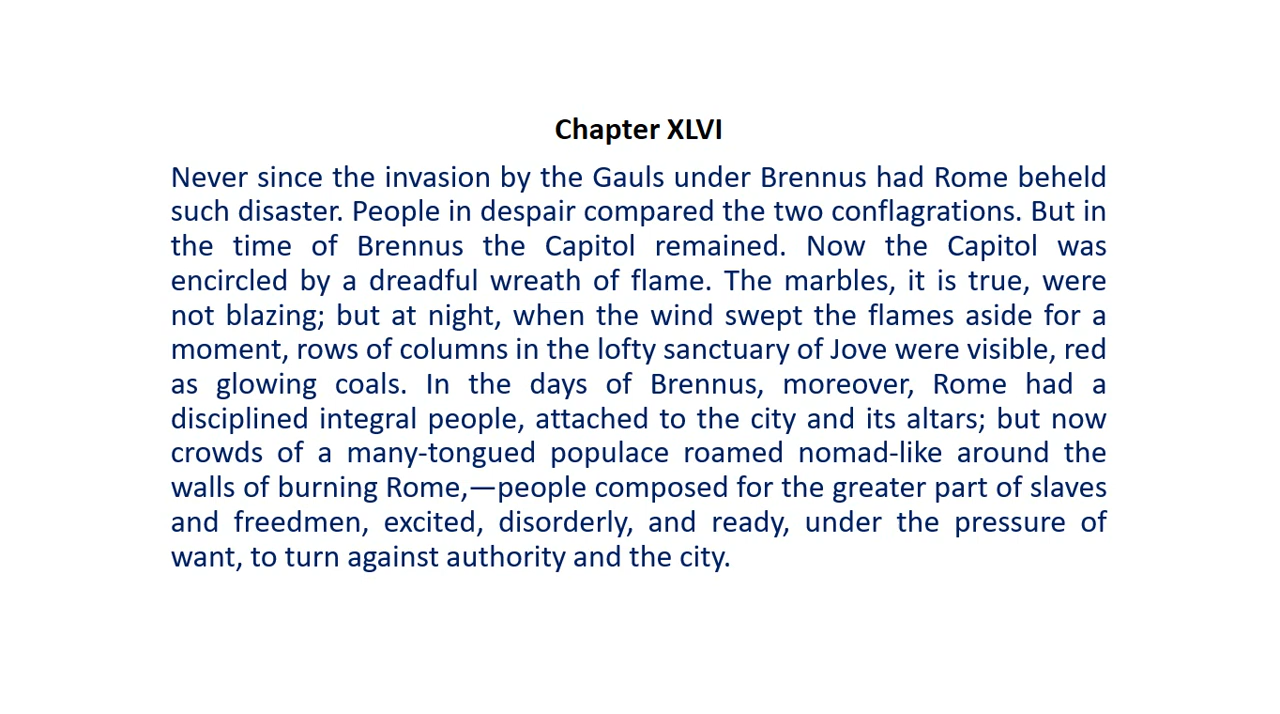 Chapter XLVI
Never since the invasion by the Gauls under Brennus had Rome beheld
such disaster. People in despair compared the two conflagrations. But in
the time of Brennus the Capitol remained. Now the Capitol was
encircled by a dreadful wreath of flame. The marbles, it is true, were
not blazing; but at night, when the wind swept the flames aside for a
moment, rows of columns in the lofty sanctuary of Jove were visible, red
as glowing coals. In the days of Brennus, moreover, Rome had a
disciplined integral people, attached to the city and its altars; but now
crowds of a many-tongued populace roamed nomad-like around the
walls of burning Rome,—people composed for the greater part of slaves
and freedmen, excited, disorderly, and ready, under the pressure of
want, to turn against authority and the city.